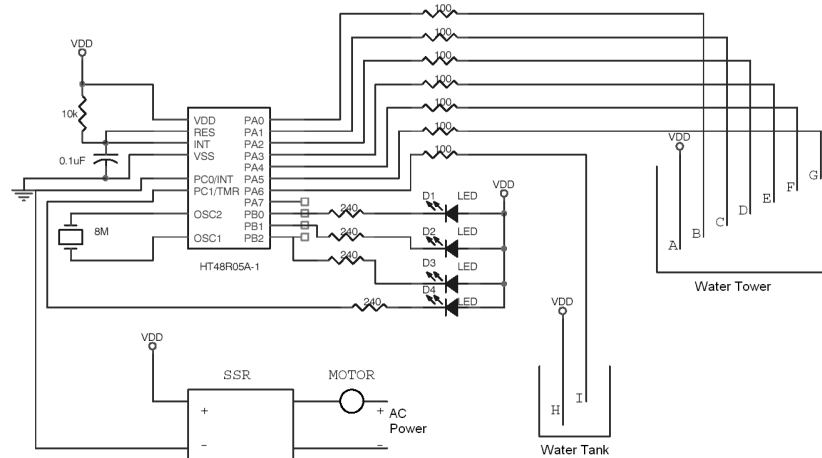 100
100
100
100
100
100
100
VDD
10k
0.1uF
VDD
RES
INT
VSS
PC0/INT
PC1/TMR
OSC2
OSC1
PA0
PA1
PA2
PA3
PA4
PA5
PA6
PA7
PB0
PB1
PB2
HT48R05A-1
8M
240
240
240
240
D1
LED
D2
LED
D3
LED
D4
LED
VDD
VDD
A
B
C
D
E
F
G
Water Tower
VDD
H
I
Water Tank
VDD
SSR
MOTOR
+
-
+
-
AC
Power